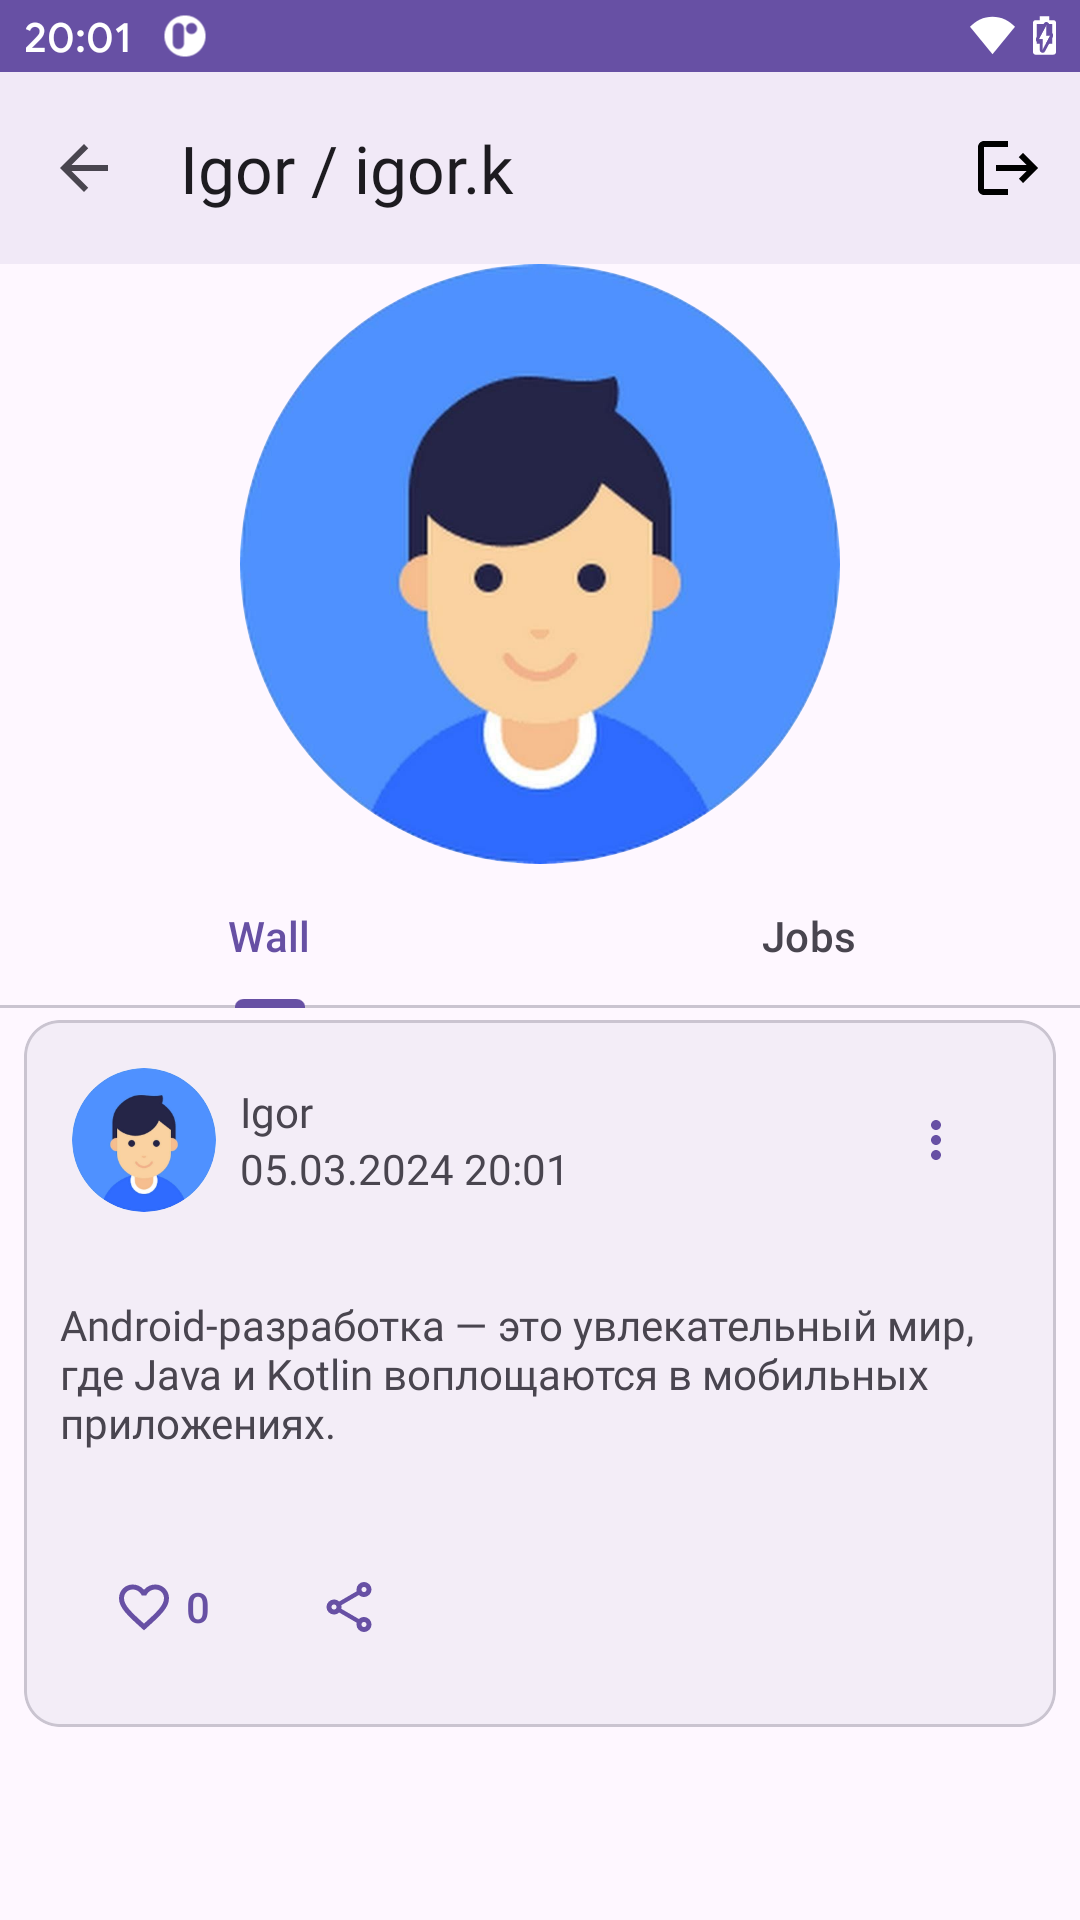 20:01
Igor / igor.k
Wall
Jobs
Igor
05.03.2024 20:01
Android-разработка — это увлекательный мир,
где Java и Kotlin воплощаются в мобильных
приложениях.
0